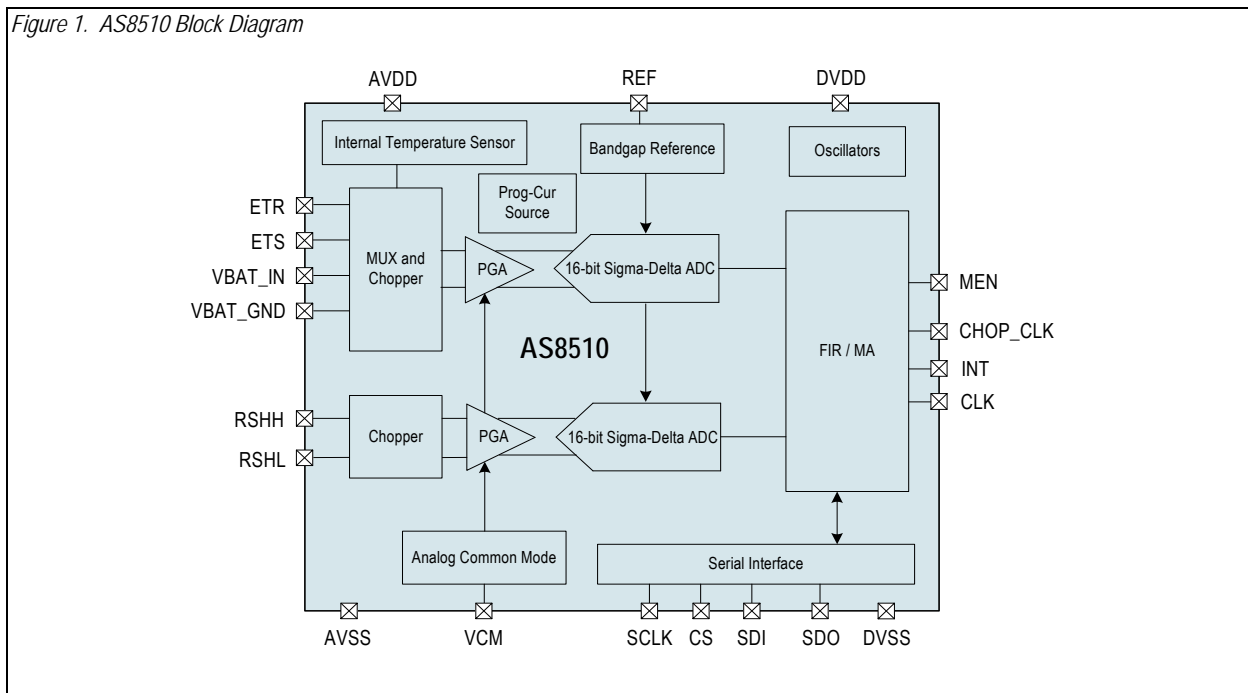 Figure 1. AS8510 Block Diagram
AVDD
REF
DVDD
Internal Temperature Sensor
Bandgap Reference
Oscillators
Prog-Cur
Source
ETR
ETS
VBAT_IN
VBAT_GND
MUX and
Chopper
PGA
16-bit Sigma-Delta ADC
MEN
CHOP_CLK
INT
CLK
FIR / MA
AS8510
RSHH
RSHL
Chopper
PGA
16-bit Sigma-Delta ADC
Analog Common Mode
Serial Interface
AVSS
VCM
SCLK
CS
SDI
SDO
DVSS